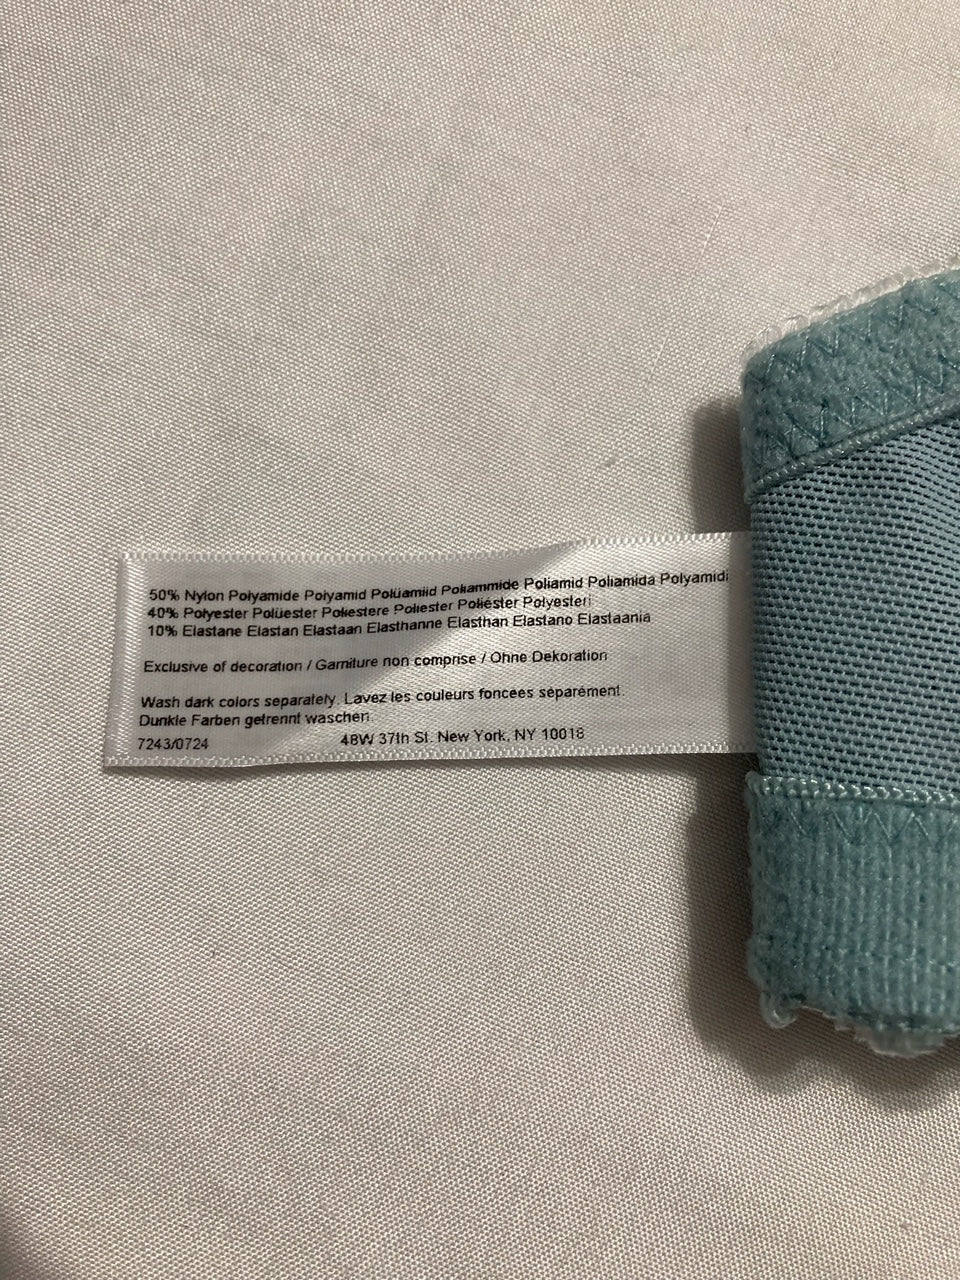 50% Nylon Polyamide Polyamid Polüamiid Poliammide Poliamid Poliamida Polyamidi
40% Polyester Polüester Poliestere Poliester Poliéster Polyesteri
10% Elastane Elastan Elastaan Elasthanne Elasthan Elastano Elastaania
Exclusive of decoration / Garniture non comprise / Ohne Dekoration
Wash dark colors separately. Lavez les couleurs foncées séparément.
Dunkle Farben getrennt waschen.
7243/0724 48W 37th St. New York, NY 10018